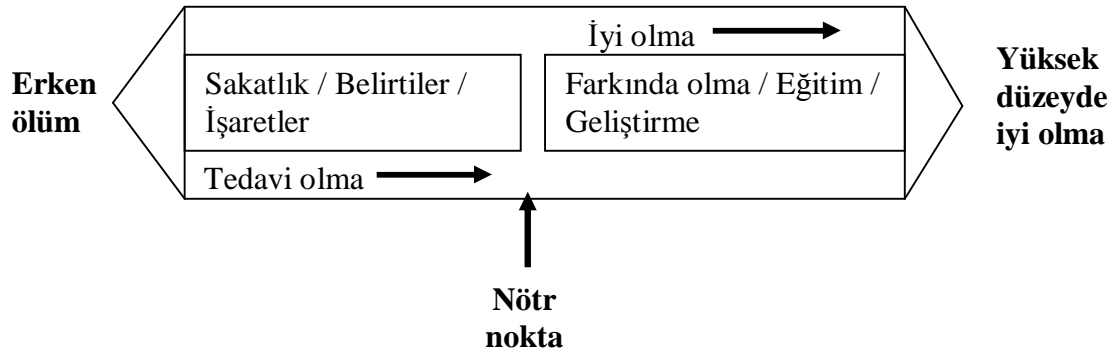 İyi olma
Erken
ölüm
Sakatlık / Belirtiler /
İşaretler
Farkında olma / Eğitim /
Geliştirme
Yüksek
düzeyde
iyi olma
Tedavi olma
Nötr
nokta